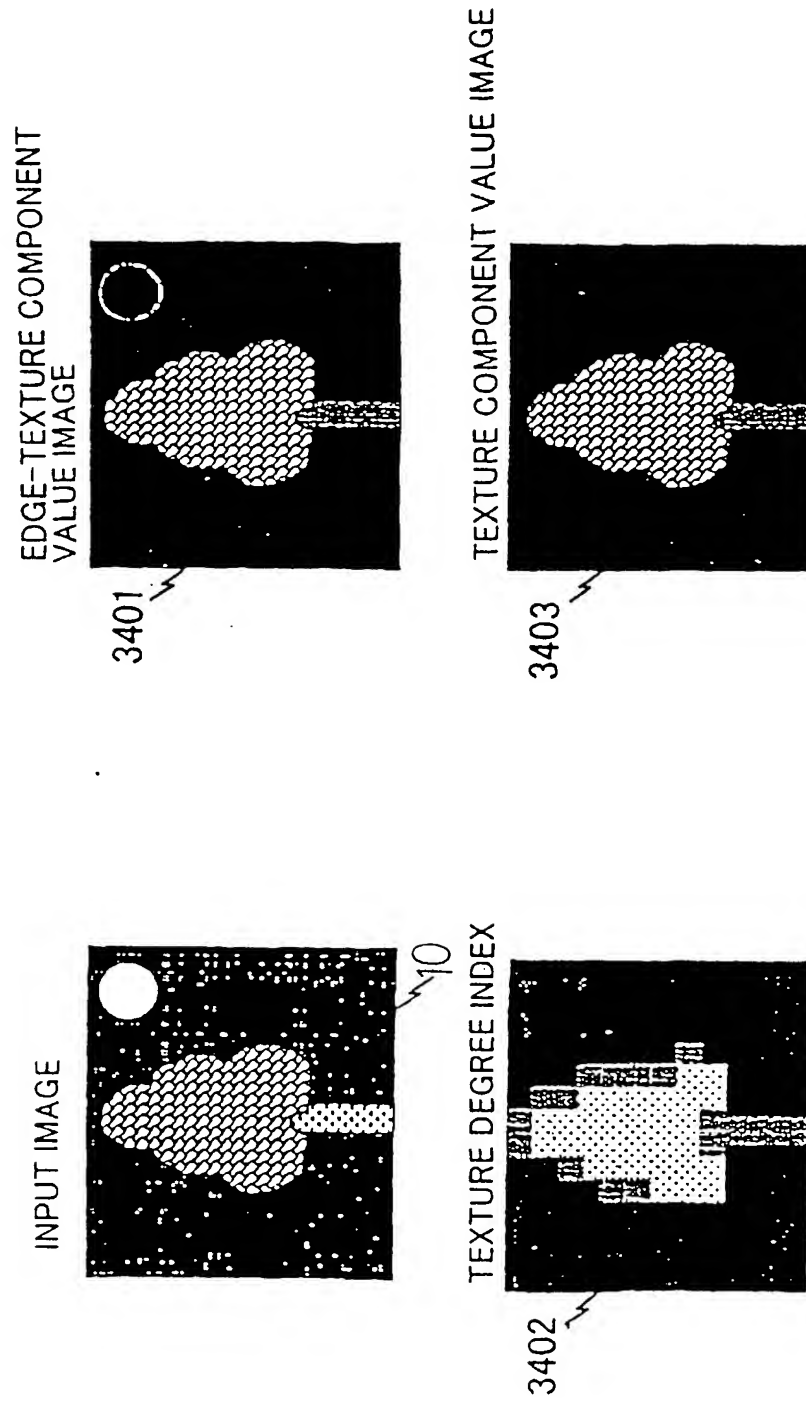 INPUT IMAGE
10
EDGE-TEXTURE COMPONENT
VALUE IMAGE
3401
TEXTURE DEGREE INDEX
3402
TEXTURE COMPONENT VALUE IMAGE
3403